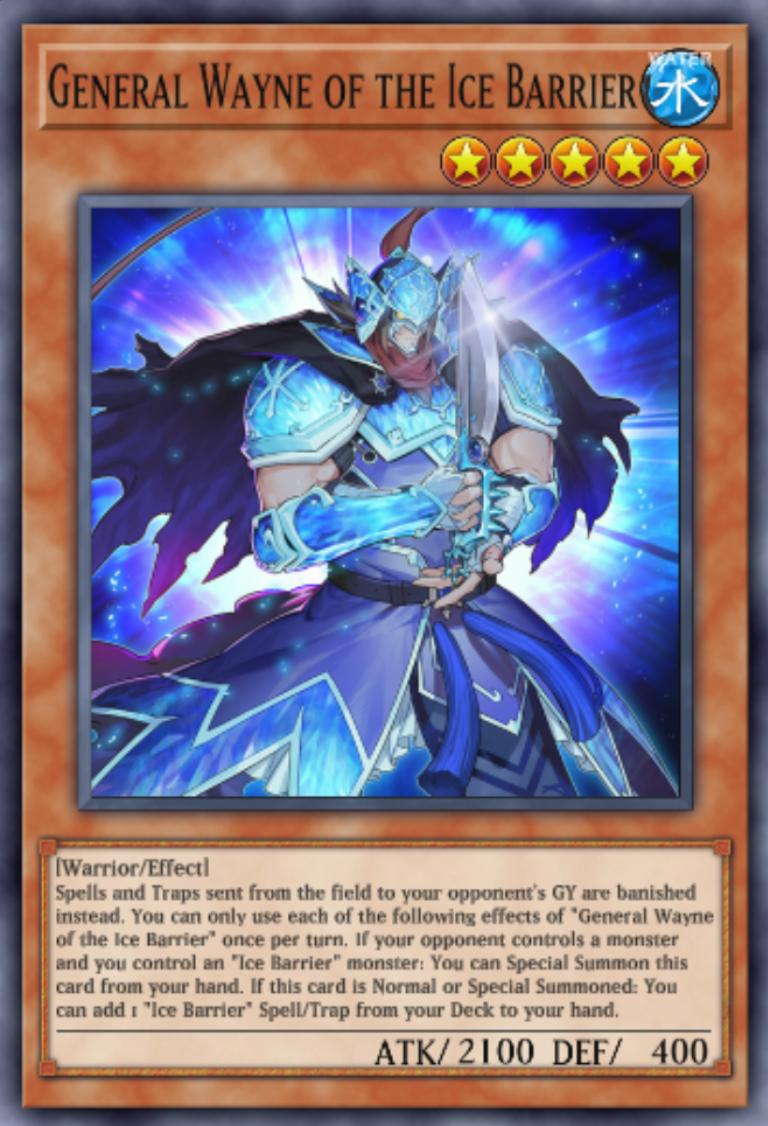 GENERAL WAYNE OF THE ICE BARRIER
WATER
水
[Warrior/Effect]
Spells and Traps sent from the field to your opponent's GY are banished
instead. You can only use each of the following effects of "General Wayne
of the Ice Barrier" once per turn. If your opponent controls a monster
and you control an "Ice Barrier" monster: You can Special Summon this
card from your hand. If this card is Normal or Special Summoned: You
can add 1 "Ice Barrier" Spell/Trap from your Deck to your hand.
ATK/ 2100 DEF/ 400